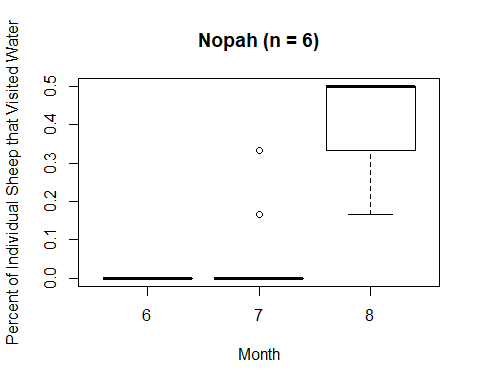 Nopah (n = 6)
Percent of Individual Sheep that Visited Water
0.5
0.4
0.3
0.2
0.1
0.0
6 7 8
Month